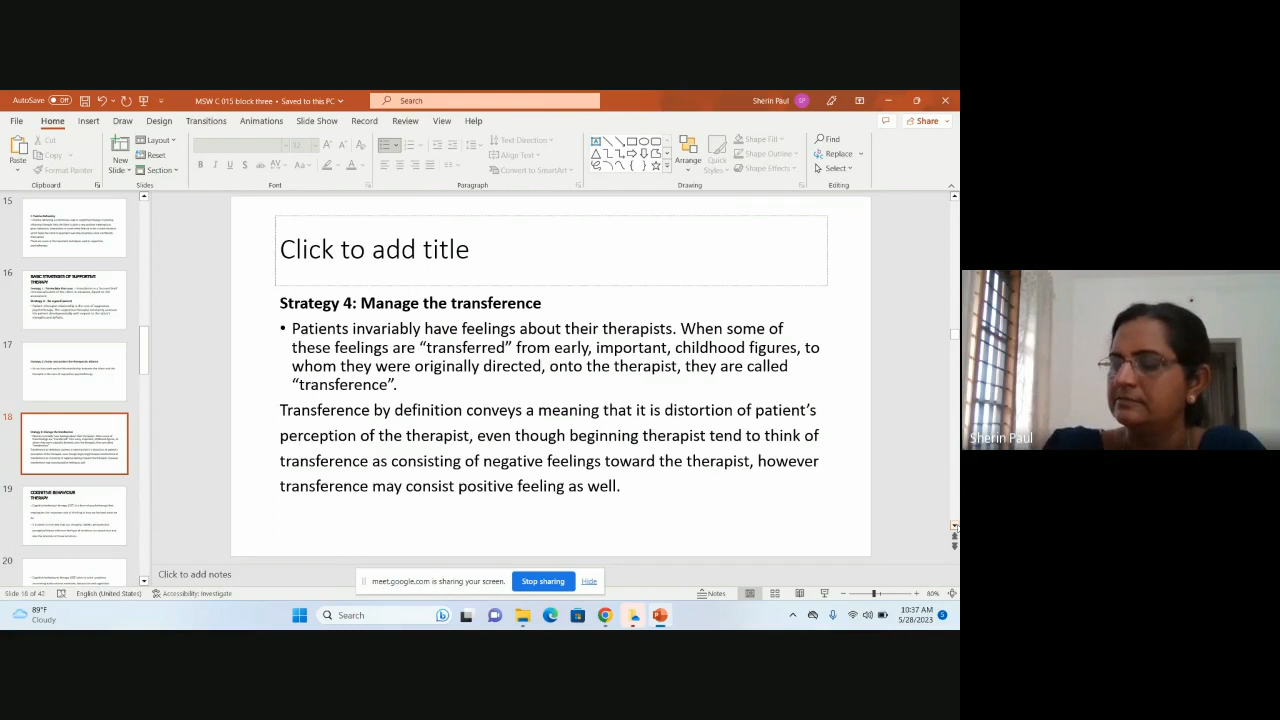 AutoSave Off MSW C 015 block three • Saved to this PC Search Sherin Paul SP
File Home Insert Draw Design Transitions Animations Slide Show Record Review View Help Share
Paste Cut Copy Format Painter
New Slide Layout Reset Section
Text Direction Align Text Convert to SmartArt
Arrange Quick Styles Shape Fill Shape Outline Shape Effects
Find Replace Select
Clipboard Slides Font Paragraph Drawing Editing
15
16
BASIC STRATEGIES OF SUPPORTIVE
THERAPY
17
18
19
COGNITIVE BEHAVIOUR
THERAPY
20
Click to add title
Stragy 4: Manage the transference
• Patients invariably have feelings about their therapists. When some of
these feelings are “transferred” from early, important, childhood figures, to
whom they were originally directed, onto the therapist, they are called
“transference”.
Transference by definition conveys a meaning that it is distortion of patient’s
perception of the therapist, even though beginning therapist tend to think of
transference as consisting of negative feelings toward the therapist, however
transference may consist positive feeling as well.
Click to add notes
meet.google.com is sharing your screen. Stop sharing Hide
Slide 18 of 42 English (United States) Accessibility: Investigate Notes 80%
89°F
Cloudy
Search
10:37 AM
5/28/2023
5
Sherin Paul